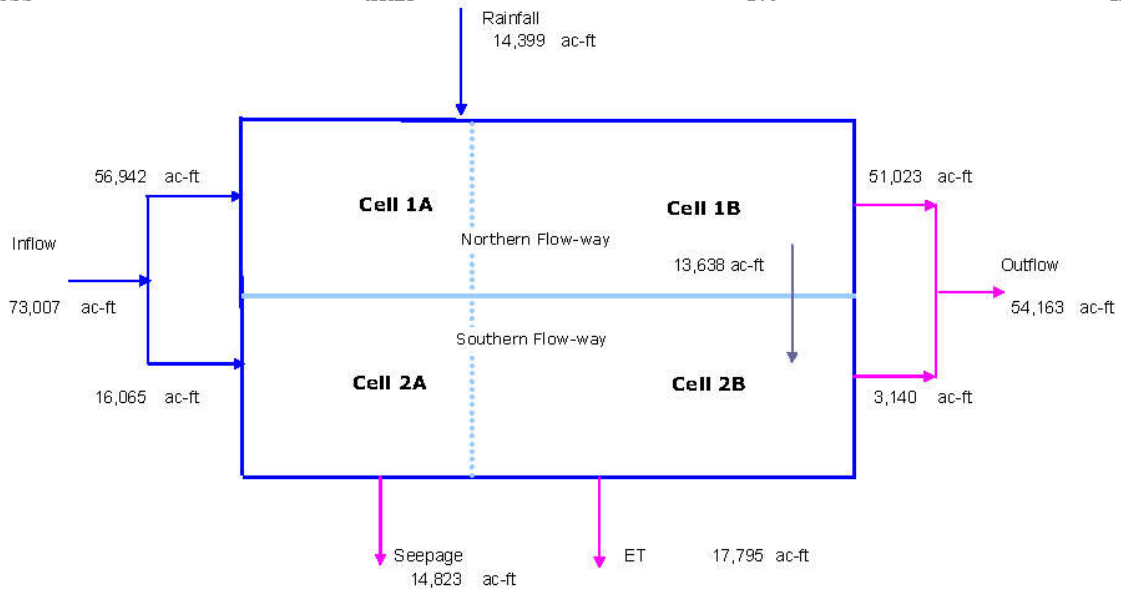 Rainfall
14,399 ac-ft
56,942 ac-ft
51,023 ac-ft
Cell 1A
Cell 1B
Northern Flow-way
Inflow
13,638 ac-ft
Outflow
73,007 ac-ft
54,163 ac-ft
Southern Flow-way
Cell 2A
Cell 2B
16,065 ac-ft
3,140 ac-ft
Seepage
14,823 ac-ft
ET 17,795 ac-ft